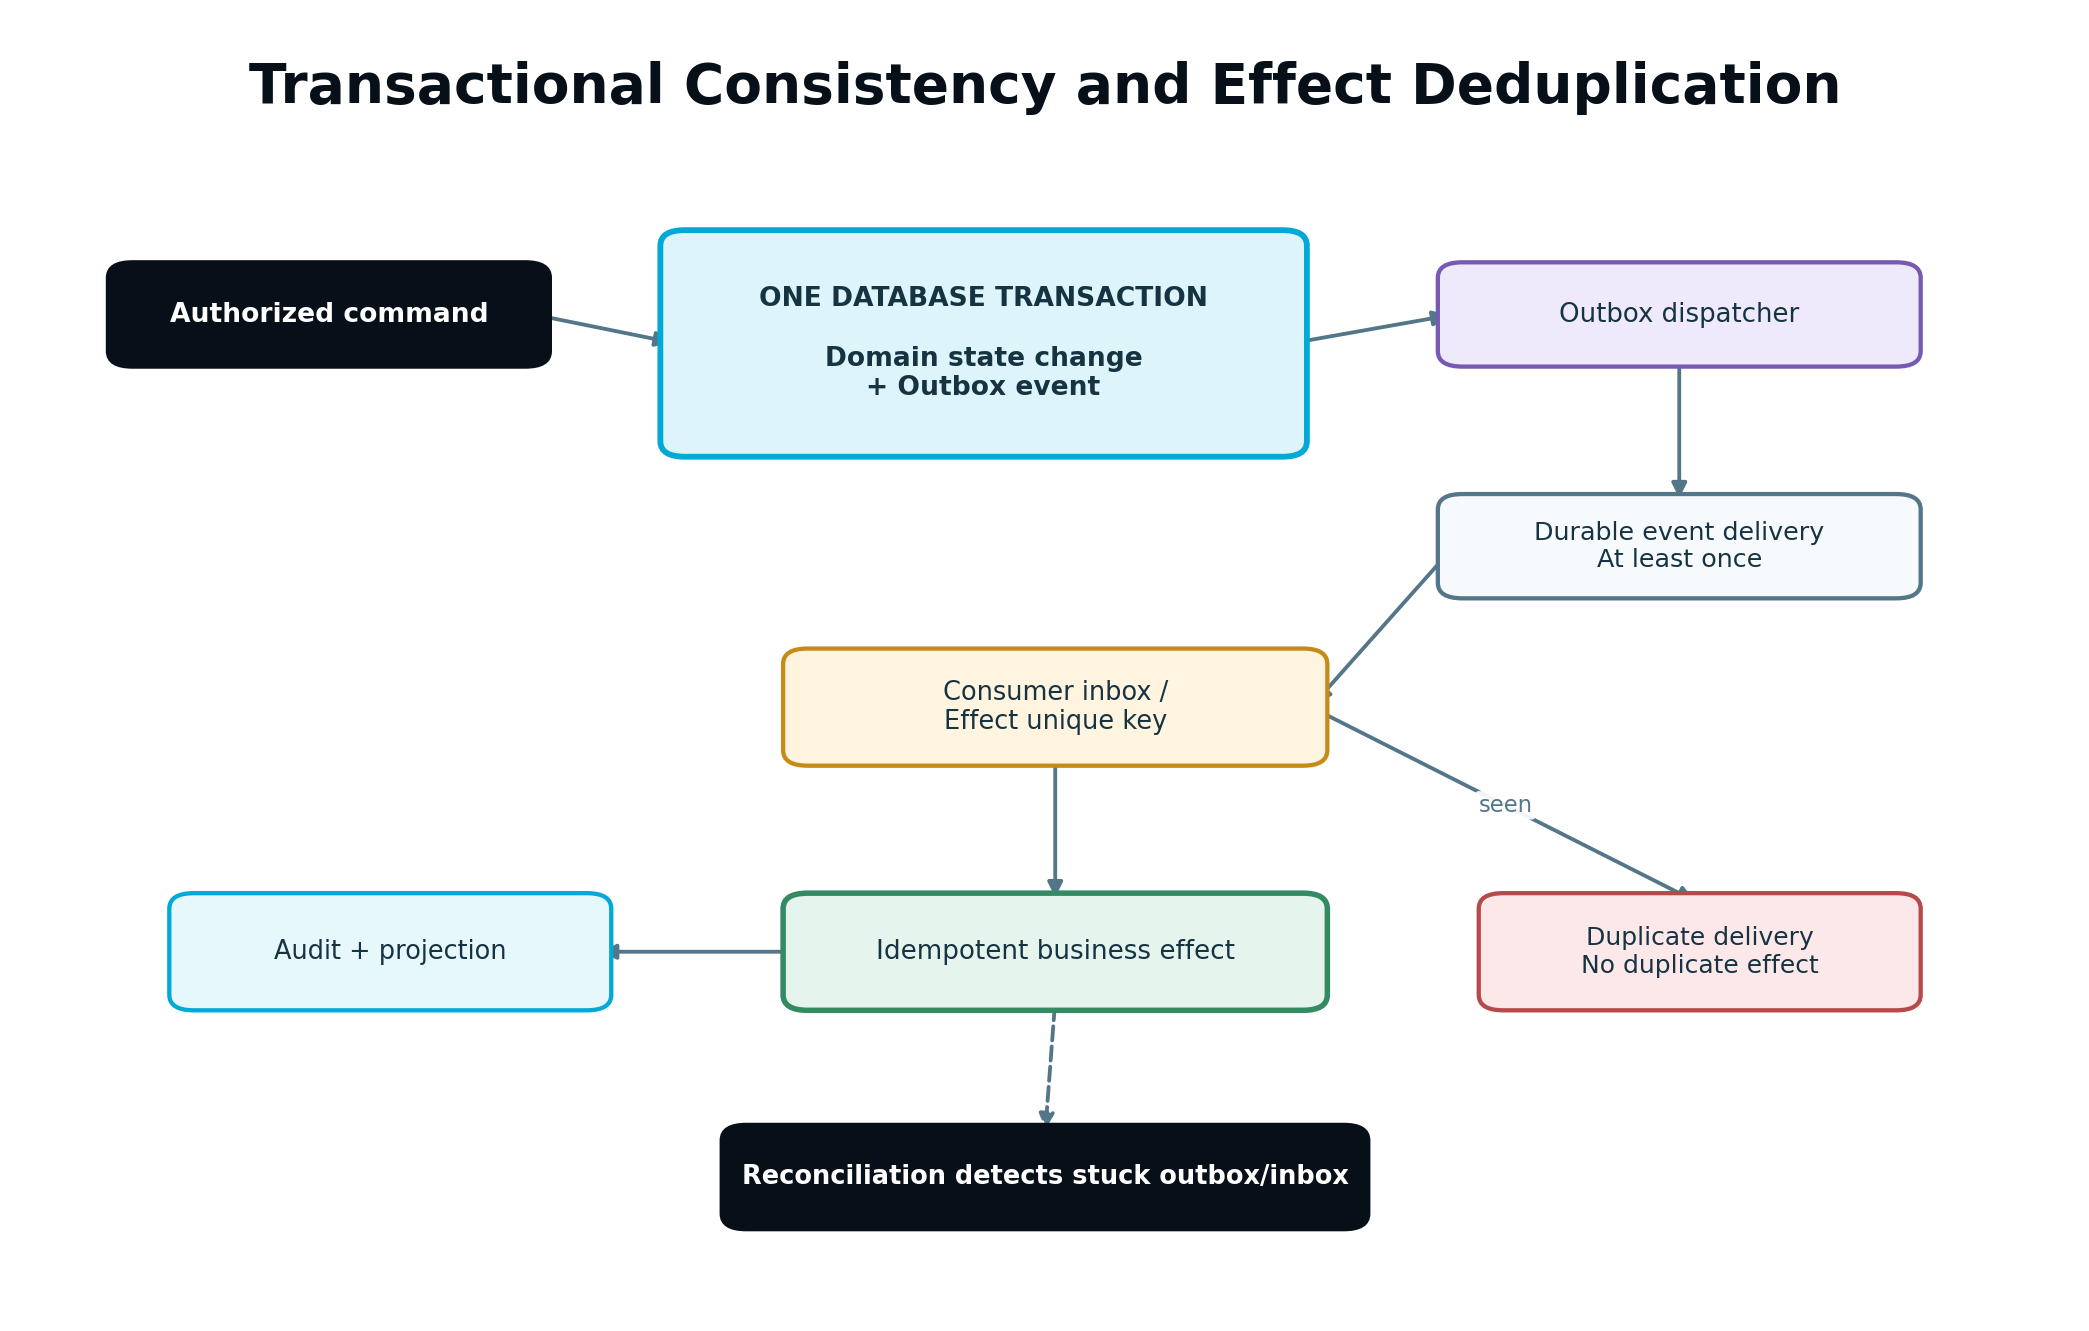 Transactional Consistency and Effect Deduplication
Authorized command
ONE DATABASE TRANSACTION
Domain state change
+ Outbox event
Outbox dispatcher
Durable event delivery
At least once
Consumer inbox /
Effect unique key
seen
Audit + projection
Idempotent business effect
Duplicate delivery
No duplicate effect
Reconciliation detects stuck outbox/inbox